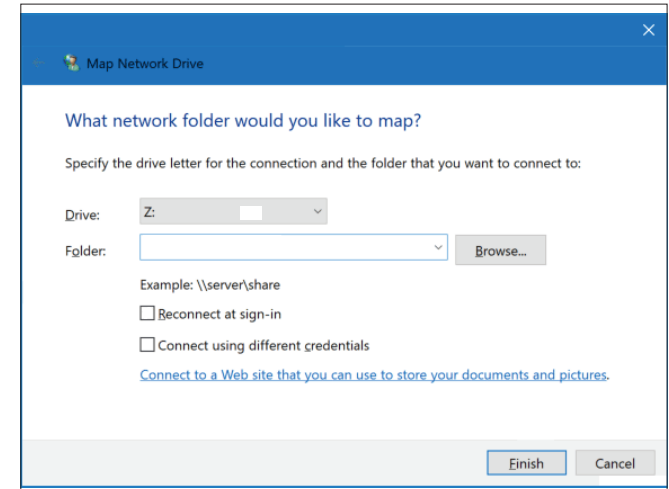 Map Network Drive
What network folder would you like to map?
Specify the drive letter for the connection and the folder that you want to connect to:
Drive: Z:
Folder: Browse...
Example: \\server\share
Reconnect at sign-in
Connect using different credentials
Connect to a Web site that you can use to store your documents and pictures.
Finish Cancel